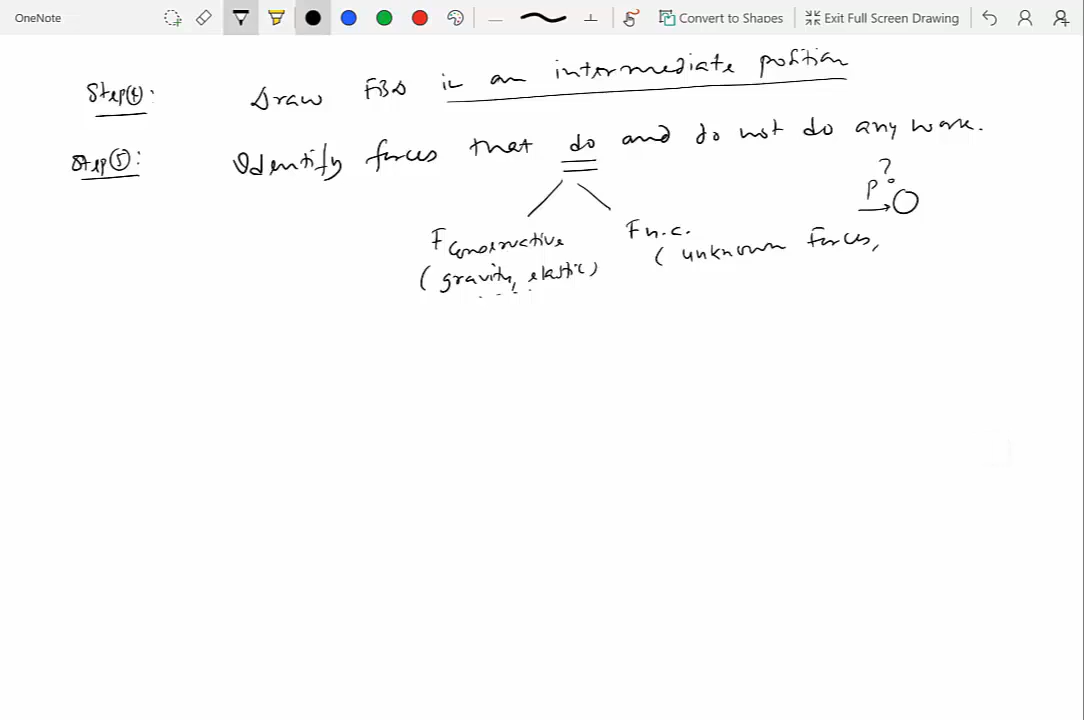 OneNote Convert to Shapes Exit Full Screen Drawing
Step(4): Draw FBD in an intermediate position
Step(5): Identify forces that do and do not do any work.
P ?
F conservative F n.c.
(gravity, elastic) (unknown forces,